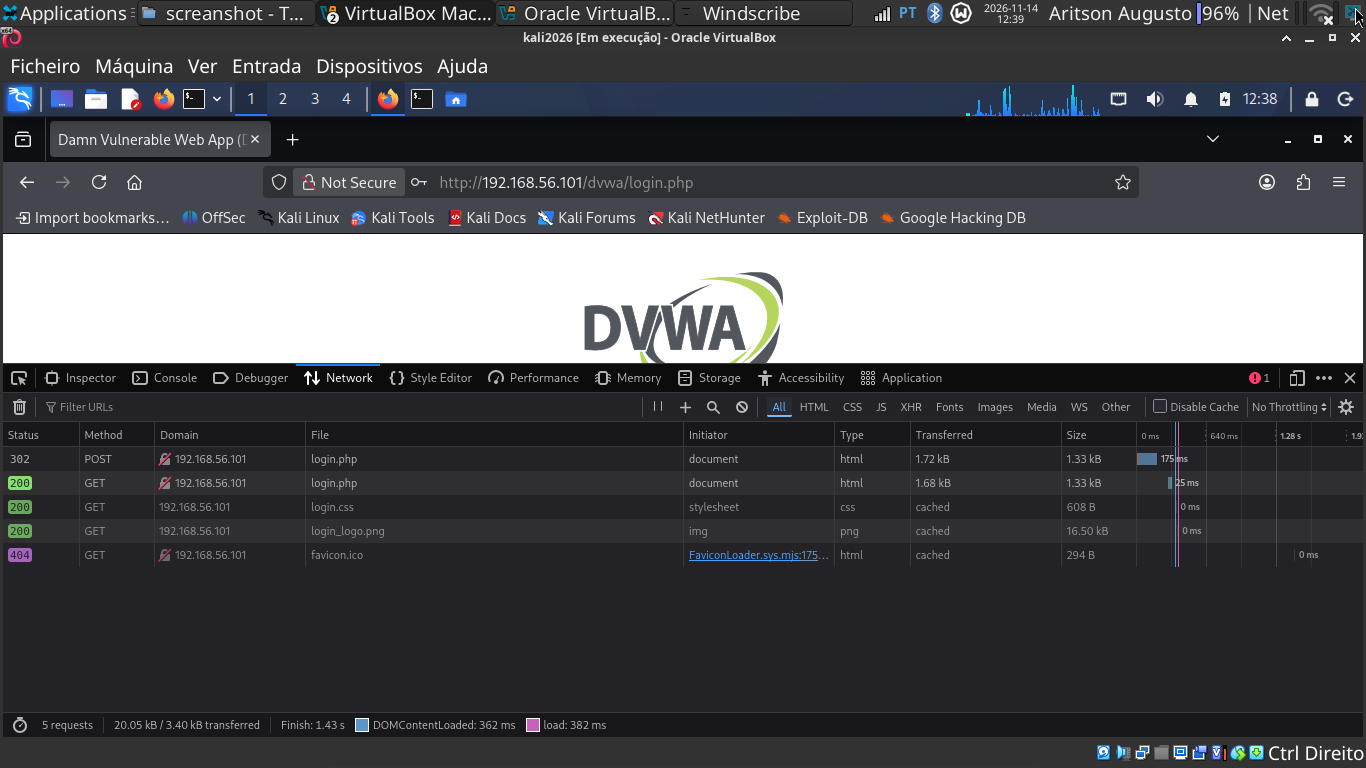 Applications screanshot - T... 2 VirtualBox Mac... Oracle VirtualB... Windscribe PT 2026-11-14 12:39 Aritson Augusto 96% | Net
x64 kali2026 [Em execução] - Oracle VirtualBox
Ficheiro Máquina Ver Entrada Dispositivos Ajuda
1 2 3 4 12:38
Damn Vulnerable Web App (
Not Secure http://192.168.56.101/dvwa/login.php
Import bookmarks... OffSec Kali Linux Kali Tools Kali Docs Kali Forums Kali NetHunter Exploit-DB Google Hacking DB
DVWA
Inspector Console Debugger Network Style Editor Performance Memory Storage Accessibility Application 1
Filter URLs All HTML CSS JS XHR Fonts Images Media WS Other Disable Cache No Throttling
Status Method Domain File Initiator Type Transferred Size 0 ms 640 ms 1.28 s
302 POST 192.168.56.101 login.php document html 1.72 kB 1.33 kB 175 ms
200 GET 192.168.56.101 login.php document html 1.68 kB 1.33 kB 25 ms
200 GET 192.168.56.101 login.css stylesheet css cached 608 B 0 ms
200 GET 192.168.56.101 login_logo.png img png cached 16.50 kB 0 ms
404 GET 192.168.56.101 favicon.ico FaviconLoader.sys.mjs:175... html cached 294 B 0 ms
5 requests 20.05 kB / 3.40 kB transferred Finish: 1.43 s DOMContentLoaded: 362 ms load: 382 ms
Ctrl Direito